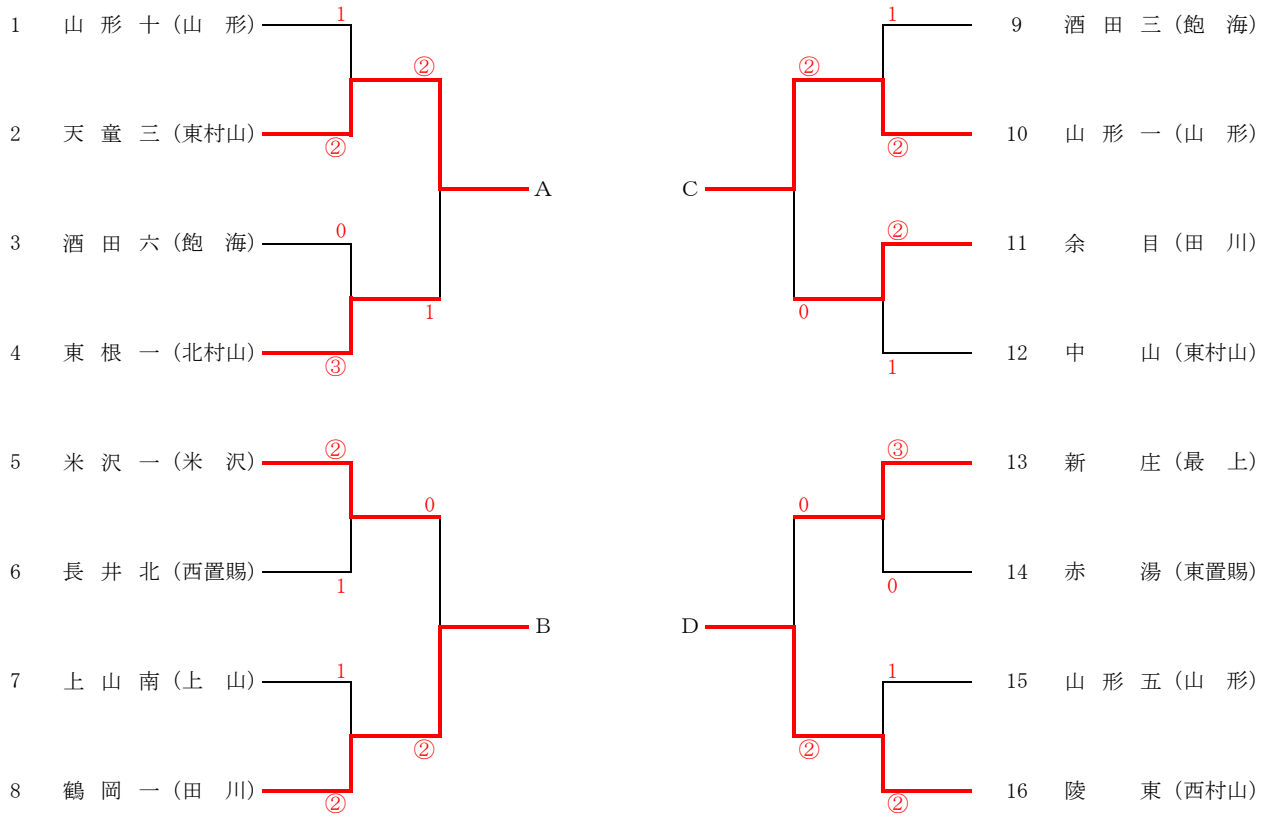 1 山形十(山形) 1
②
2 天童三(東村山) ②
A
3 酒田六(飽海) 0
1
4 東根一(北村山) ③
5 米沢一(米沢) ②
0
6 長井北(西置賜) 1
B
7 上山南(上山) 1
②
8 鶴岡一(田川) ②
1 9 酒田三(飽海)
②
② 10 山形一(山形)
C
② 11 余目(田川)
0
1 12 中山(東村山)
③ 13 新庄(最上)
0
0 14 赤湯(東置賜)
D
1 15 山形五(山形)
②
② 16 陵東(西村山)